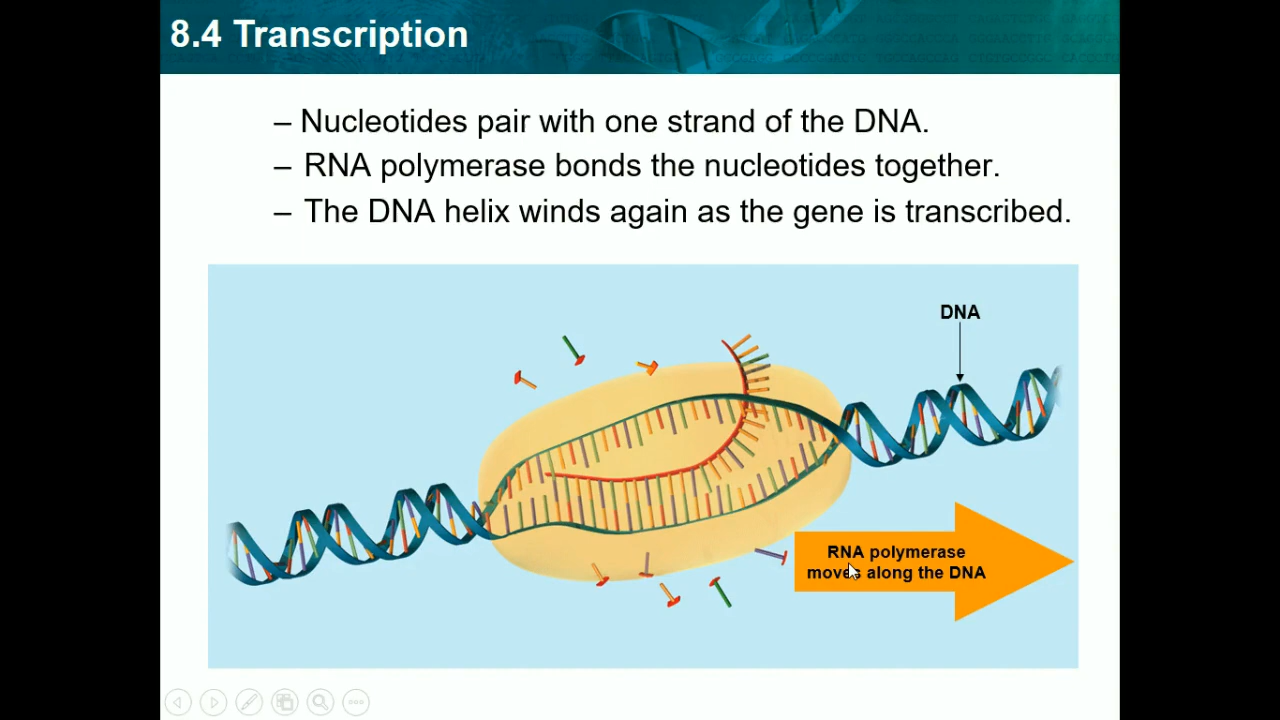 8.4 Transcription
– Nucleotides pair with one strand of the DNA.
– RNA polymerase bonds the nucleotides together.
– The DNA helix winds again as the gene is transcribed.
DNA
RNA polymerase
moves along the DNA